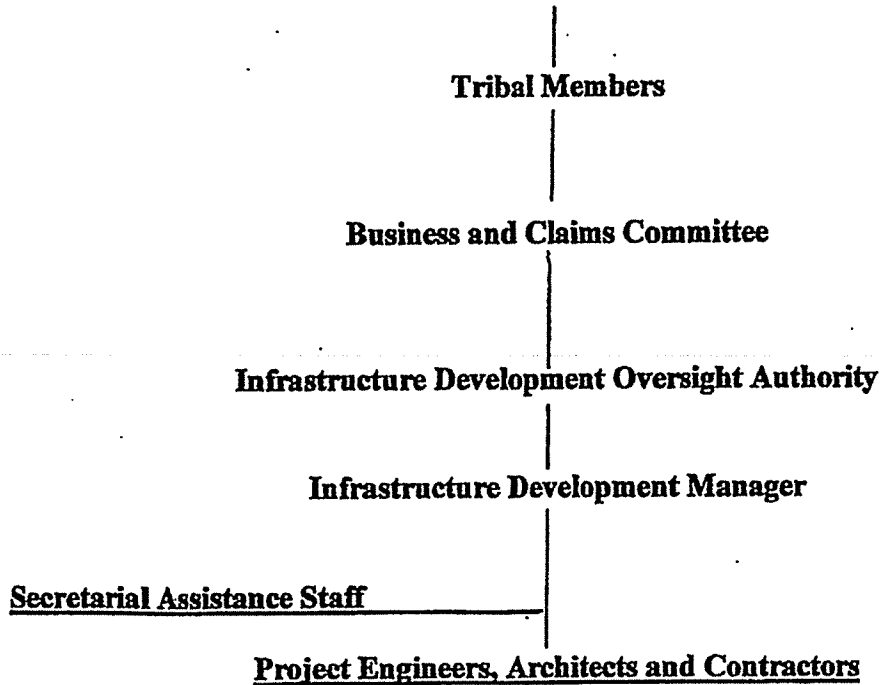 Tribal Members
Business and Claims Committee
Infrastructure Development Oversight Authority
Infrastructure Development Manager
Secretarial Assistance Staff
Project Engineers, Architects and Contractors